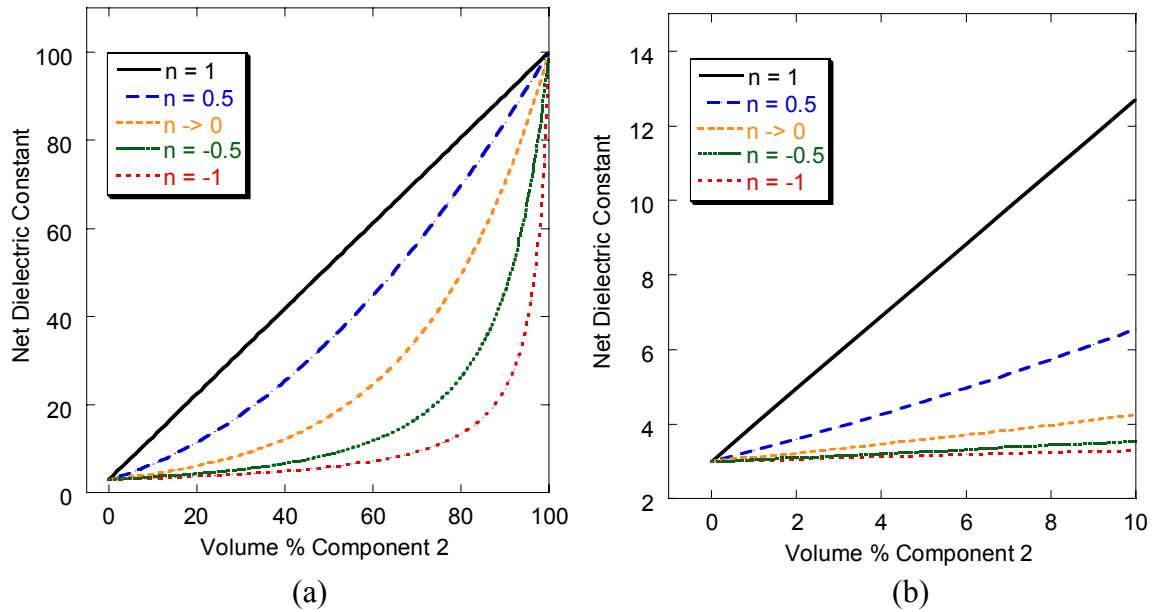 100
80
60
40
20
0
Net Dielectric Constant
n = 1
n = 0.5
n -> 0
n = -0.5
n = -1
0 20 40 60 80 100
Volume % Component 2
(a)
14
12
10
8
6
4
2
Net Dielectric Constant
n = 1
n = 0.5
n -> 0
n = -0.5
n = -1
0 2 4 6 8 10
Volume % Component 2
(b)